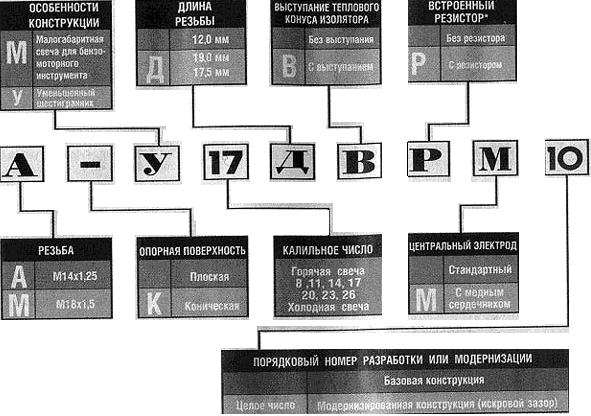 ОСОБЕННОСТИ
КОНСТРУКЦИИ
М
Малогабаритная
свеча для бензо-
моторного
инструмента
У
Уменьшенный
шестигранник
ДЛИНА
РЕЗЬБЫ
12,0 мм
Д
19,0 мм
17,5 мм
ВЫСТУПАНИЕ ТЕПЛОВОГО
КОНУСА ИЗОЛЯТОРА
Без выступания
В
С выступанием
ВСТРОЕННЫЙ
РЕЗИСТОР*
Без резистора
Р
С резистором
А – У 17 Д В Р М 10
РЕЗЬБА
А М14х1,25
М М18х1,5
ОПОРНАЯ ПОВЕРХНОСТЬ
Плоская
К Коническая
КАЛИЛЬНОЕ ЧИСЛО
Горячая свеча
8 ,11, 14, 17
20, 23, 26
Холодная свеча
ЦЕНТРАЛЬНЫЙ ЭЛЕКТРОД
Стандартный
М
С медным
сердечником
ПОРЯДКОВЫЙ НОМЕР РАЗРАБОТКИ ИЛИ МОДЕРНИЗАЦИИ
Базовая конструкция
Целое число Модернизированная конструкция (искровой зазор)